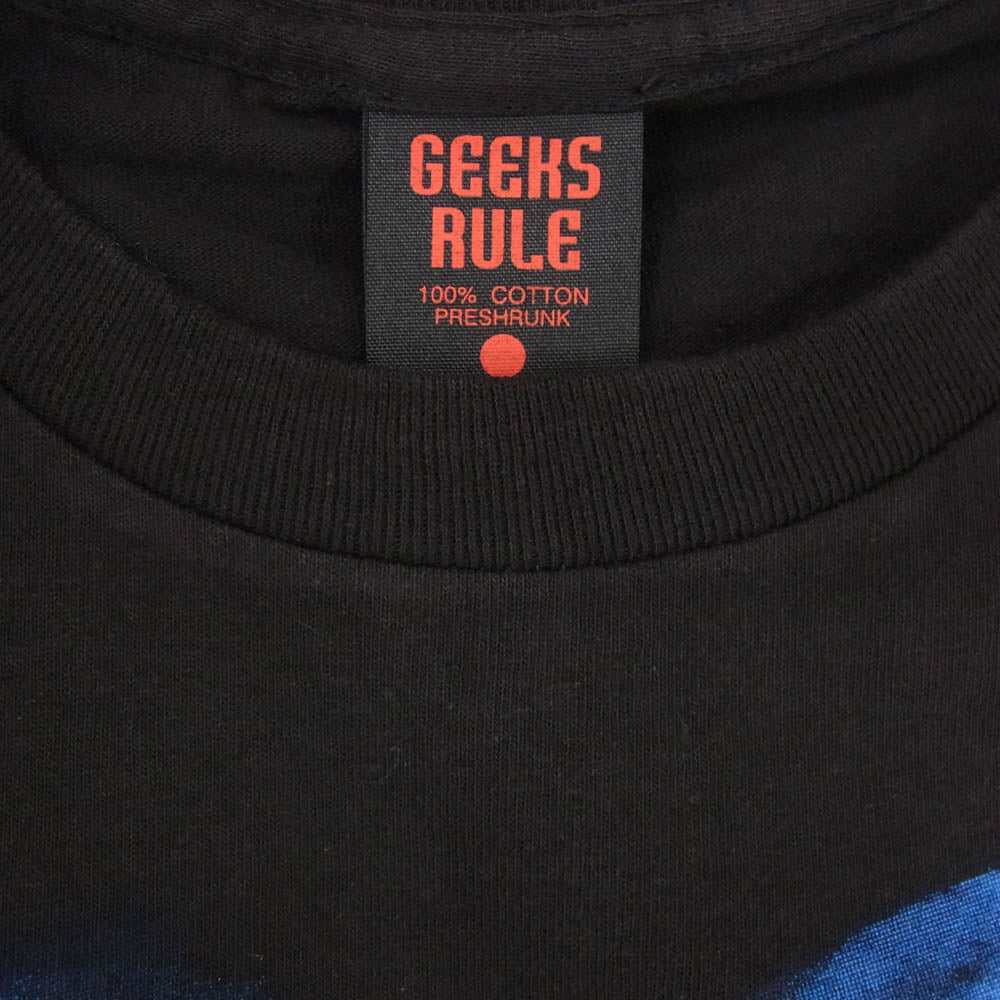 GEEKS
RULE
100% COTTON
PRESHRUNK